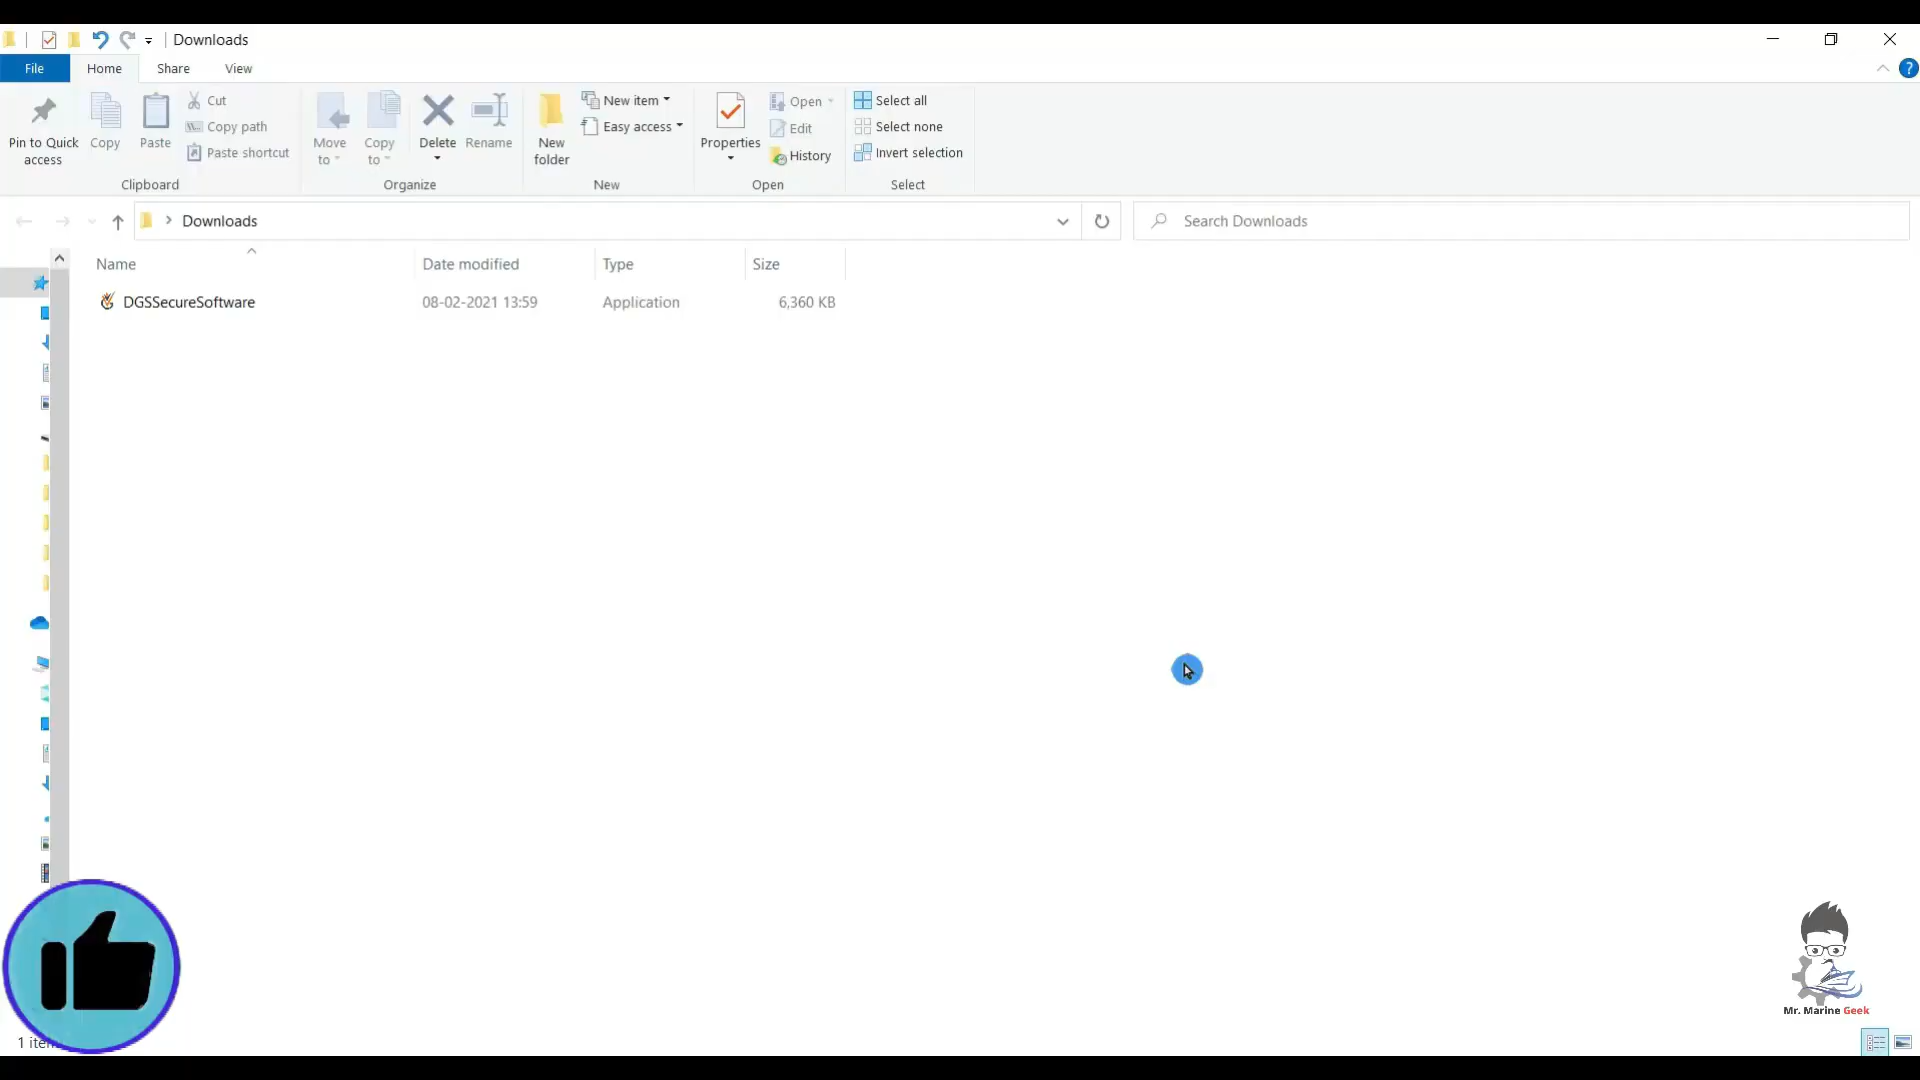 Downloads
File Home Share View
Pin to Quick access
Copy
Paste
Cut
Copy path
Paste shortcut
Clipboard
Move to
Copy to
Delete
Rename
Organize
New folder
New item
Easy access
New
Properties
Open
Edit
History
Open
Select all
Select none
Invert selection
Select
Downloads
Search Downloads
Name Date modified Type Size
DGSSecureSoftware 08-02-2021 13:59 Application 6,360 KB
Mr. Marine Geek
1